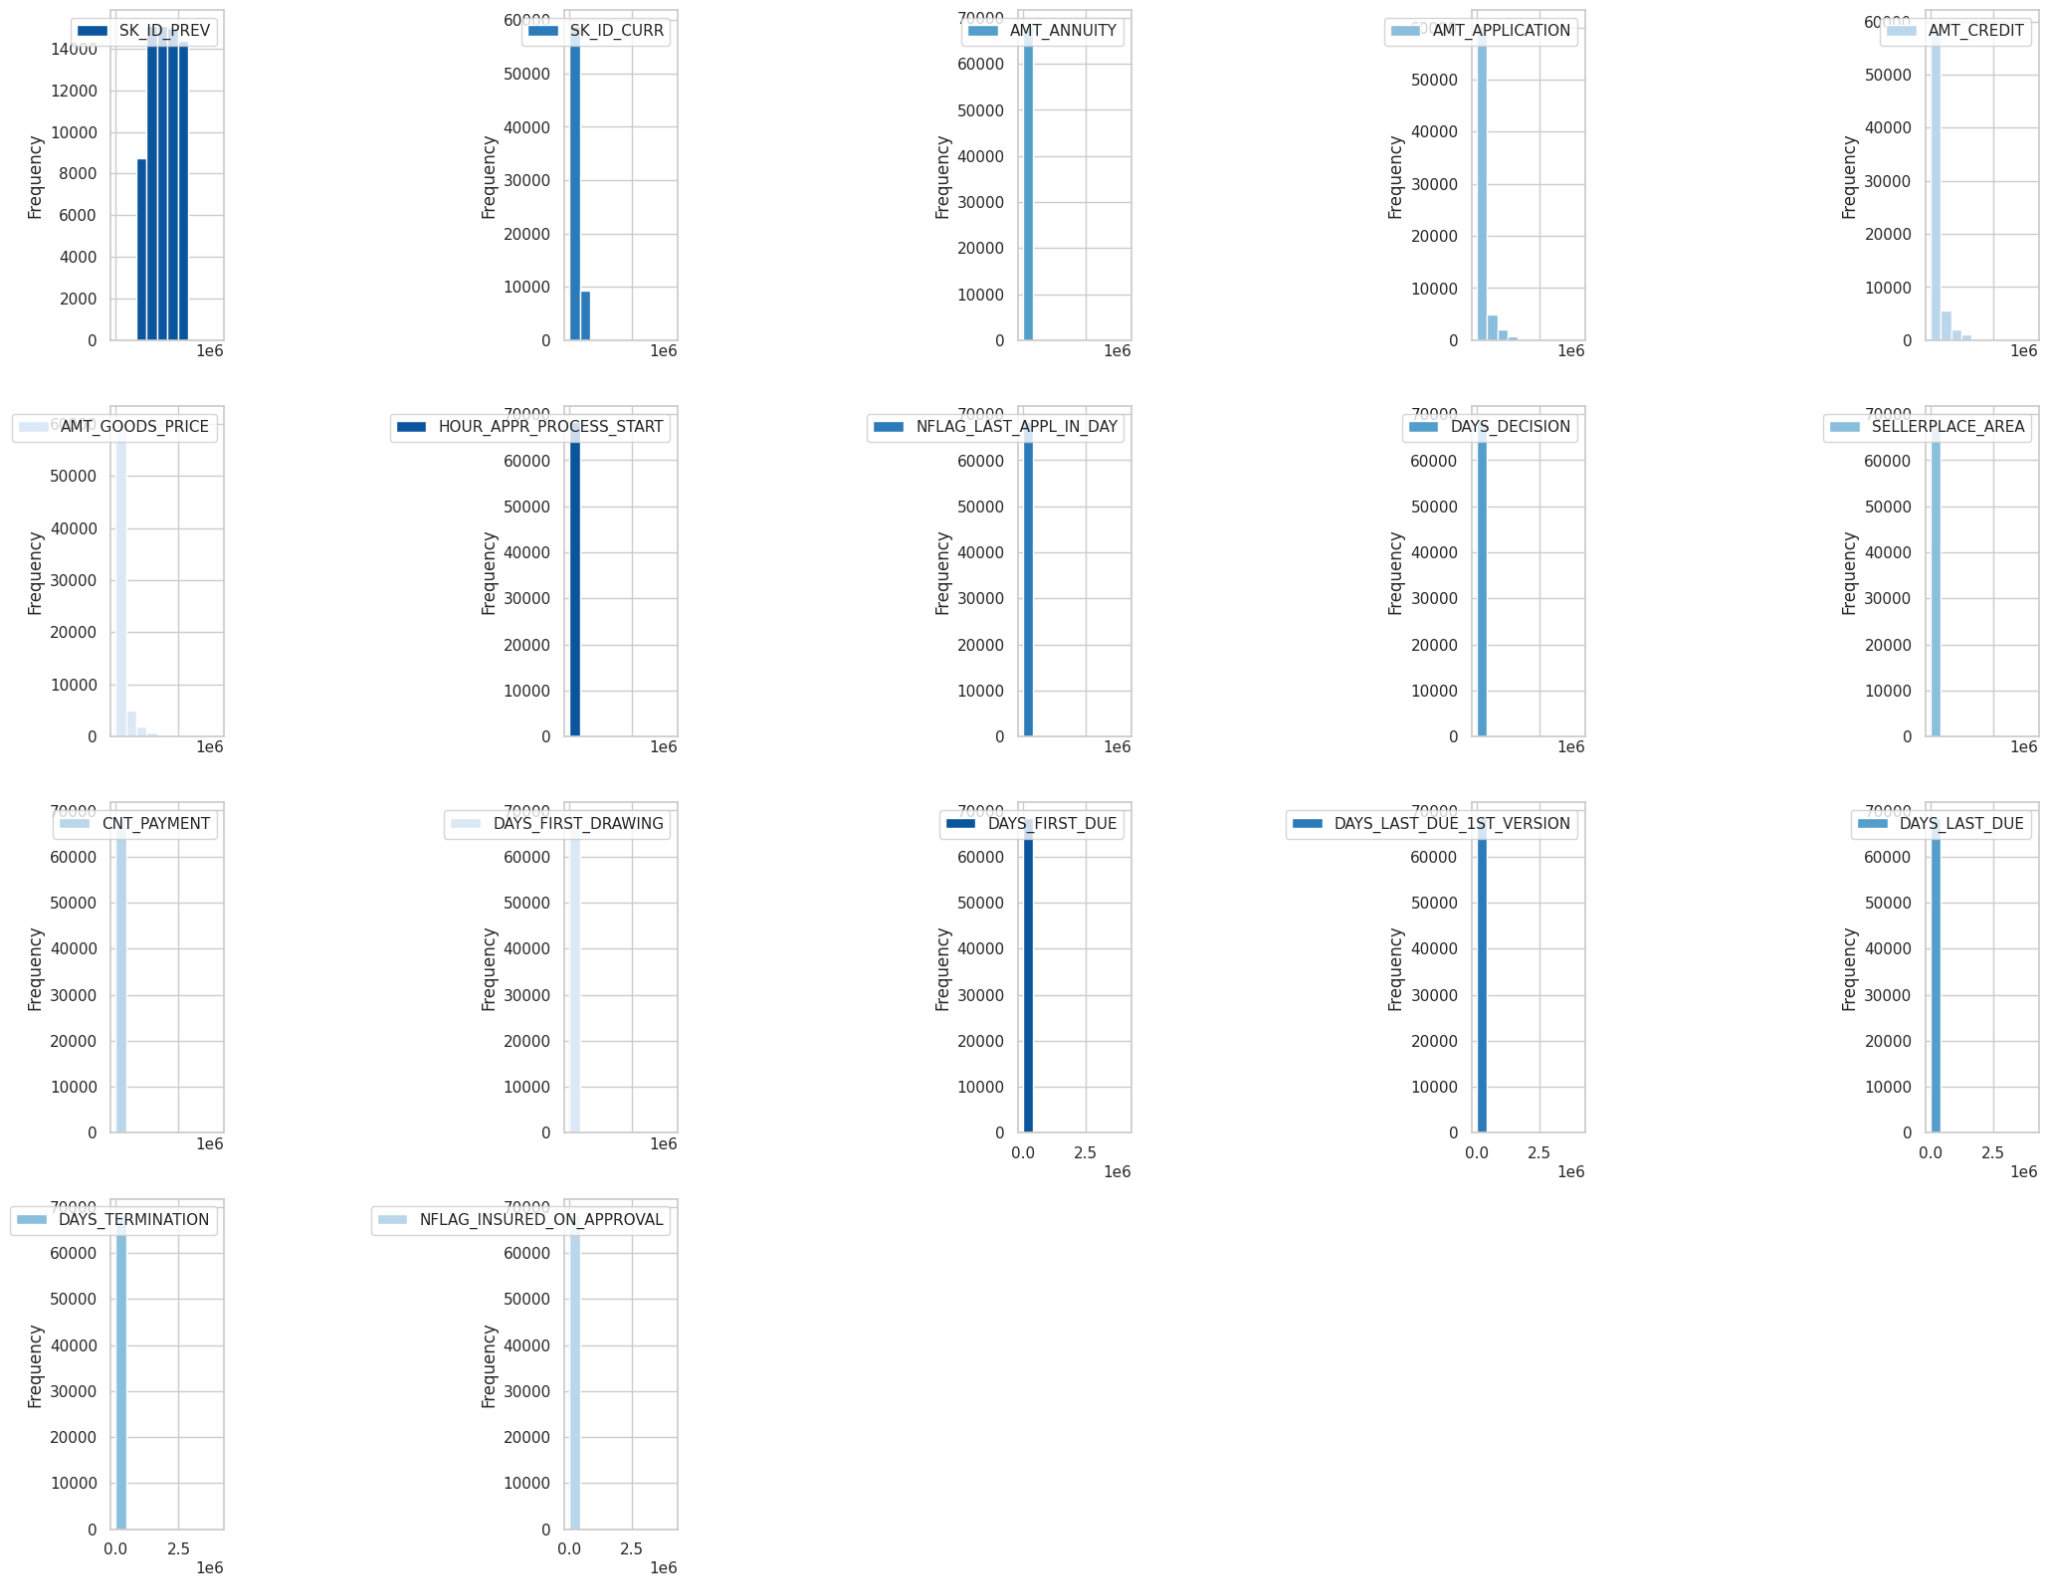 SK_ID_PREV
14000
12000
10000
8000
6000
4000
2000
0
Frequency
1e6
SK_ID_CURR
60000
50000
40000
30000
20000
10000
0
Frequency
1e6
AMT_ANNUITY
70000
60000
50000
40000
30000
20000
10000
0
Frequency
1e6
AMT_APPLICATION
60000
50000
40000
30000
20000
10000
0
Frequency
1e6
AMT_CREDIT
60000
50000
40000
30000
20000
10000
0
Frequency
1e6
AMT_GOODS_PRICE
60000
50000
40000
30000
20000
10000
0
Frequency
1e6
HOUR_APPR_PROCESS_START
70000
60000
50000
40000
30000
20000
10000
0
Frequency
1e6
NFLAG_LAST_APPL_IN_DAY
70000
60000
50000
40000
30000
20000
10000
0
Frequency
1e6
DAYS_DECISION
70000
60000
50000
40000
30000
20000
10000
0
Frequency
1e6
SELLERPLACE_AREA
70000
60000
50000
40000
30000
20000
10000
0
Frequency
1e6
CNT_PAYMENT
70000
60000
50000
40000
30000
20000
10000
0
Frequency
1e6
DAYS_FIRST_DRAWING
70000
60000
50000
40000
30000
20000
10000
0
Frequency
1e6
DAYS_FIRST_DUE
70000
60000
50000
40000
30000
20000
10000
0
Frequency
0.0 2.5
1e6
DAYS_LAST_DUE_1ST_VERSION
70000
60000
50000
40000
30000
20000
10000
0
Frequency
0.0 2.5
1e6
DAYS_LAST_DUE
70000
60000
50000
40000
30000
20000
10000
0
Frequency
0.0 2.5
1e6
DAYS_TERMINATION
70000
60000
50000
40000
30000
20000
10000
0
Frequency
0.0 2.5
1e6
NFLAG_INSURED_ON_APPROVAL
70000
60000
50000
40000
30000
20000
10000
0
Frequency
0.0 2.5
1e6